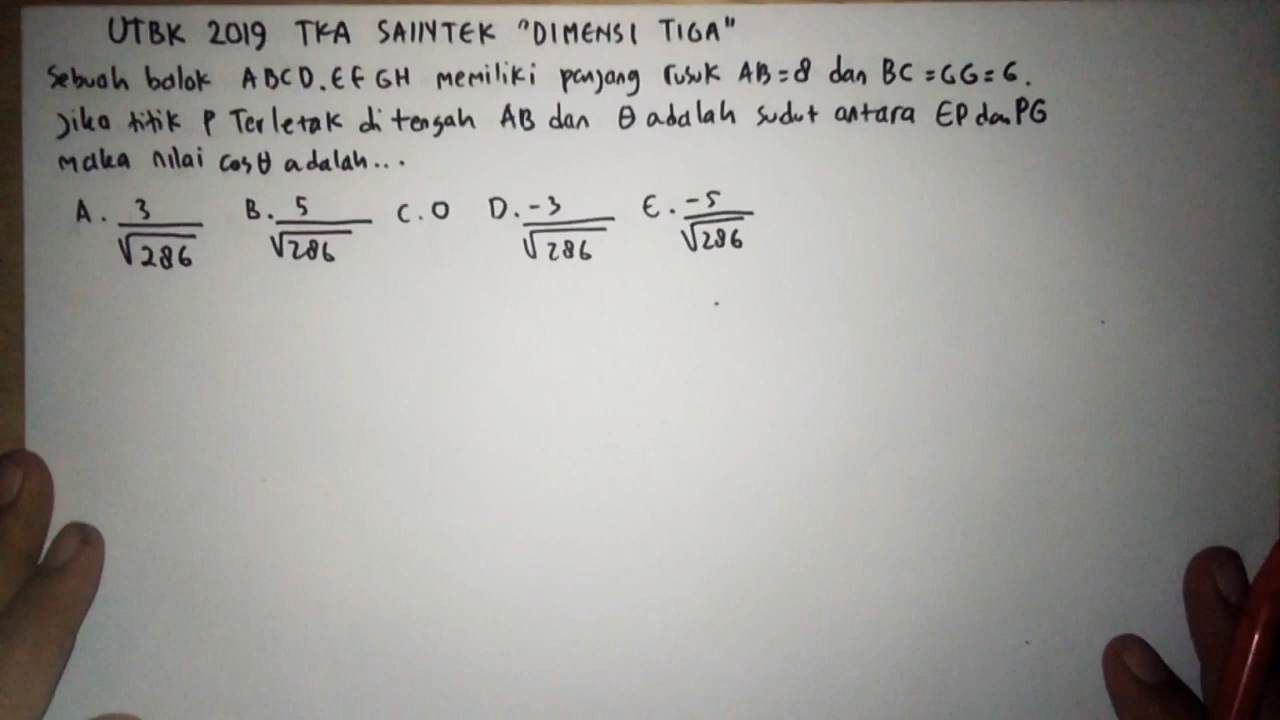 UTBK 2019 TKA SAINTEK "DIMENSI TIGA"
Sebuah balok ABCD.EFGH memiliki panjang rusuk AB=8 dan BC=CG=6.
Jika titik P Terletak di tengah AB dan θ adalah sudut antara EP dan PG
maka nilai cosθ adalah...
A. 3/√286 B. 5/√286 C. 0 D. -3/√286 E. -5/√286